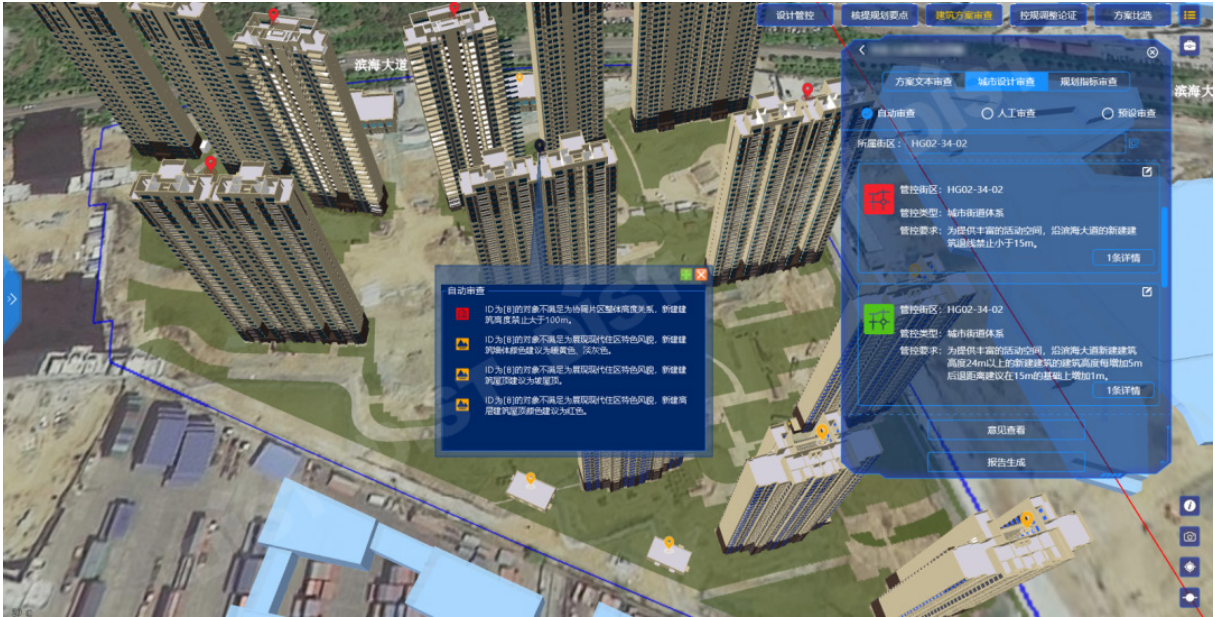 设计管控
核提规划要点
建筑方案审查
控规调整论证
方案比选
滨海大道
滨海大
方案文本审查
城市设计审查
规划指标审查
自动审查
人工审查
预设审查
所属街区：HG02-34-02
管控街区：HG02-34-02
管控类型：城市街道体系
管控要求：为提供丰富的活动空间，沿滨海大道的新建建
筑退线禁止小于15m。
1条详情
管控街区：HG02-34-02
管控类型：城市街道体系
管控要求：为提供丰富的活动空间，沿滨海大道新建建筑
高度24m以上的新建建筑的建筑高度每增加5m
后退距离建议在15m的基础上增加1m。
1条详情
意见查看
报告生成
自动审查
ID为[8]的对象不满足为协调片区整体高度关系，新建建
筑高度禁止大于100m。
ID为[8]的对象不满足为展现现代住区特色风貌，新建建
筑墙体颜色建议为暖黄色、淡灰色。
ID为[8]的对象不满足为展现现代住区特色风貌，新建建
筑屋顶建议为坡屋顶。
ID为[8]的对象不满足为展现现代住区特色风貌，新建高
层建筑屋顶颜色建议为红色。